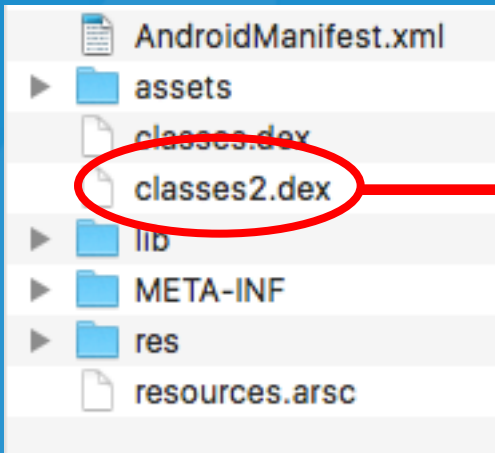 AndroidManifest.xml
assets
classes.dex
classes2.dex
lib
META-INF
res
resources.arsc